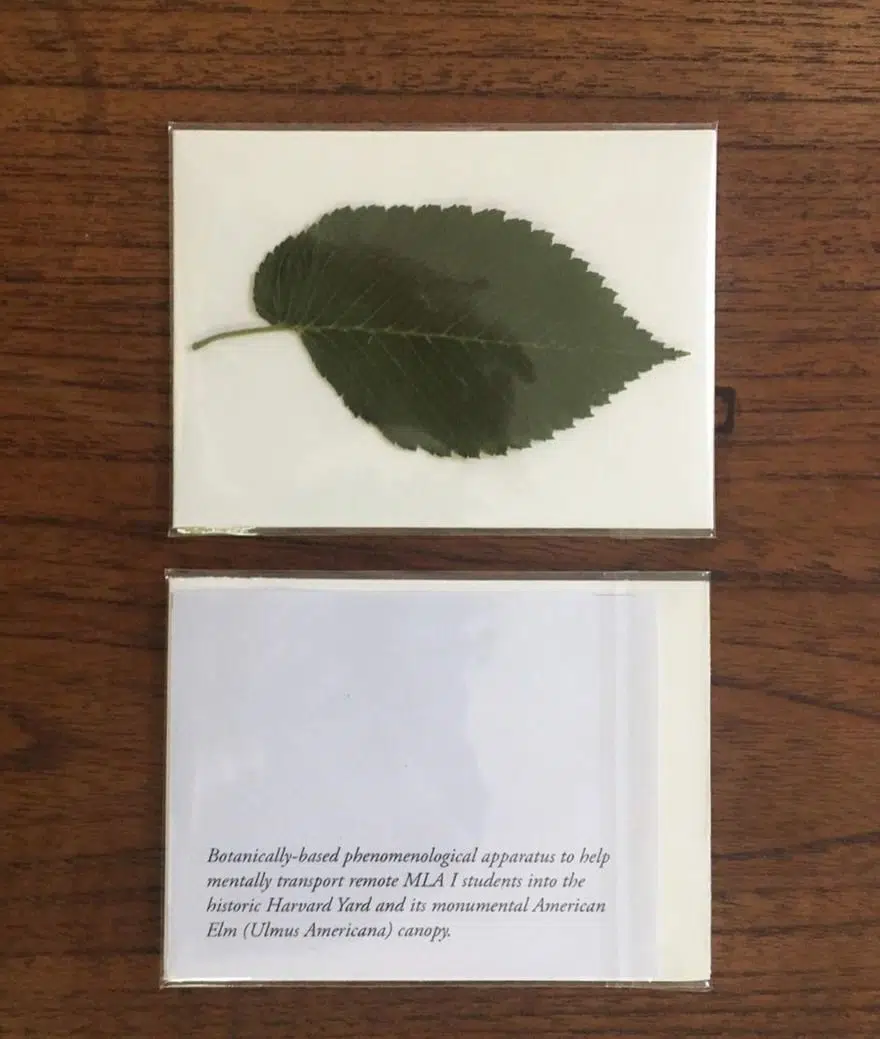 Botanically-based phenomenological apparatus to help
mentally transport remote MLA I students into the
historic Harvard Yard and its monumental American
Elm (Ulmus Americana) canopy.